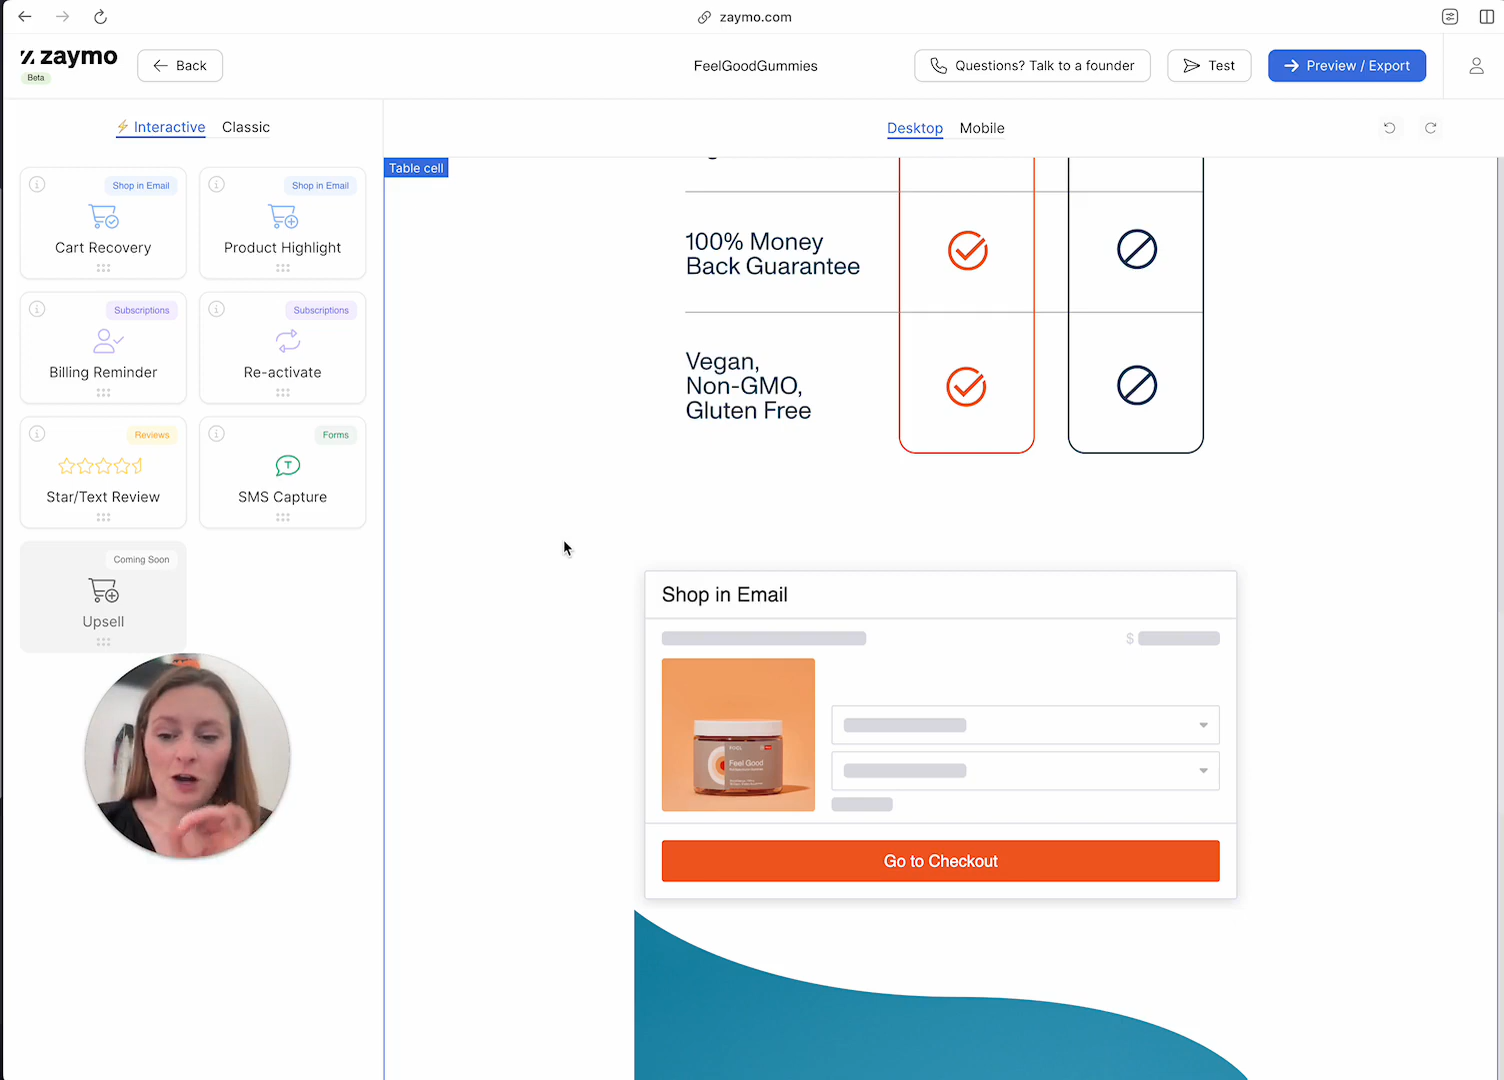 zaymo.com
zaymo
Beta
Back
FeelGoodGummies
Questions? Talk to a founder
Test
Preview / Export
Interactive
Classic
Desktop
Mobile
Table cell
Shop in Email
Cart Recovery
Shop in Email
Product Highlight
Subscriptions
Billing Reminder
Subscriptions
Re-activate
Reviews
Star/Text Review
Forms
T
SMS Capture
Coming Soon
Upsell
100% Money
Back Guarantee
Vegan,
Non-GMO,
Gluten Free
Shop in Email
$
Feel Good
Go to Checkout